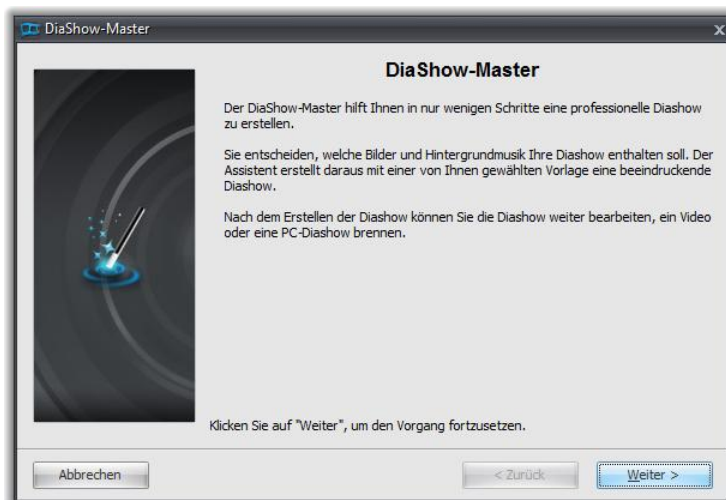 DiaShow-Master
x
DiaShow-Master
Der DiaShow-Master hilft Ihnen in nur wenigen Schritte eine professionelle Diashow
zu erstellen.
Sie entscheiden, welche Bilder und Hintergrundmusik Ihre Diashow enthalten soll. Der
Assistent erstellt daraus mit einer von Ihnen gewählten Vorlage eine beeindruckende
Diashow.
Nach dem Erstellen der Diashow können Sie die Diashow weiter bearbeiten, ein Video
oder eine PC-Diashow brennen.
Klicken Sie auf "Weiter", um den Vorgang fortzusetzen.
Abbrechen
< Zurück
Weiter >